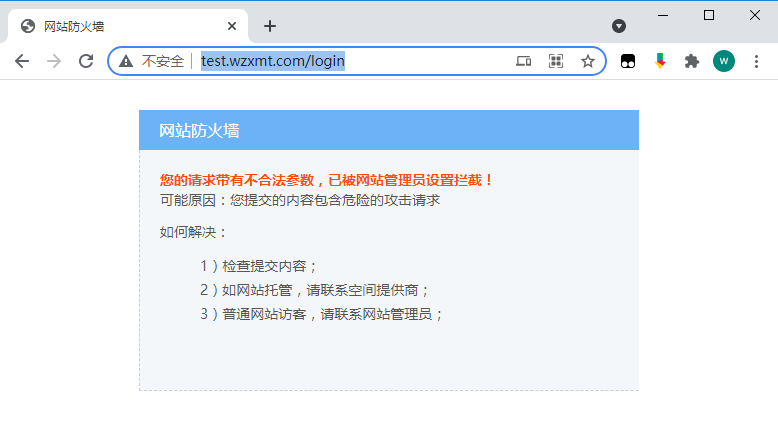 网站防火墙
不安全
test.wzxmt.com/login
W
网站防火墙
您的请求带有不合法参数，已被网站管理员设置拦截！
可能原因：您提交的内容包含危险的攻击请求
如何解决：
1）检查提交内容；
2）如网站托管，请联系空间提供商；
3）普通网站访客，请联系网站管理员；